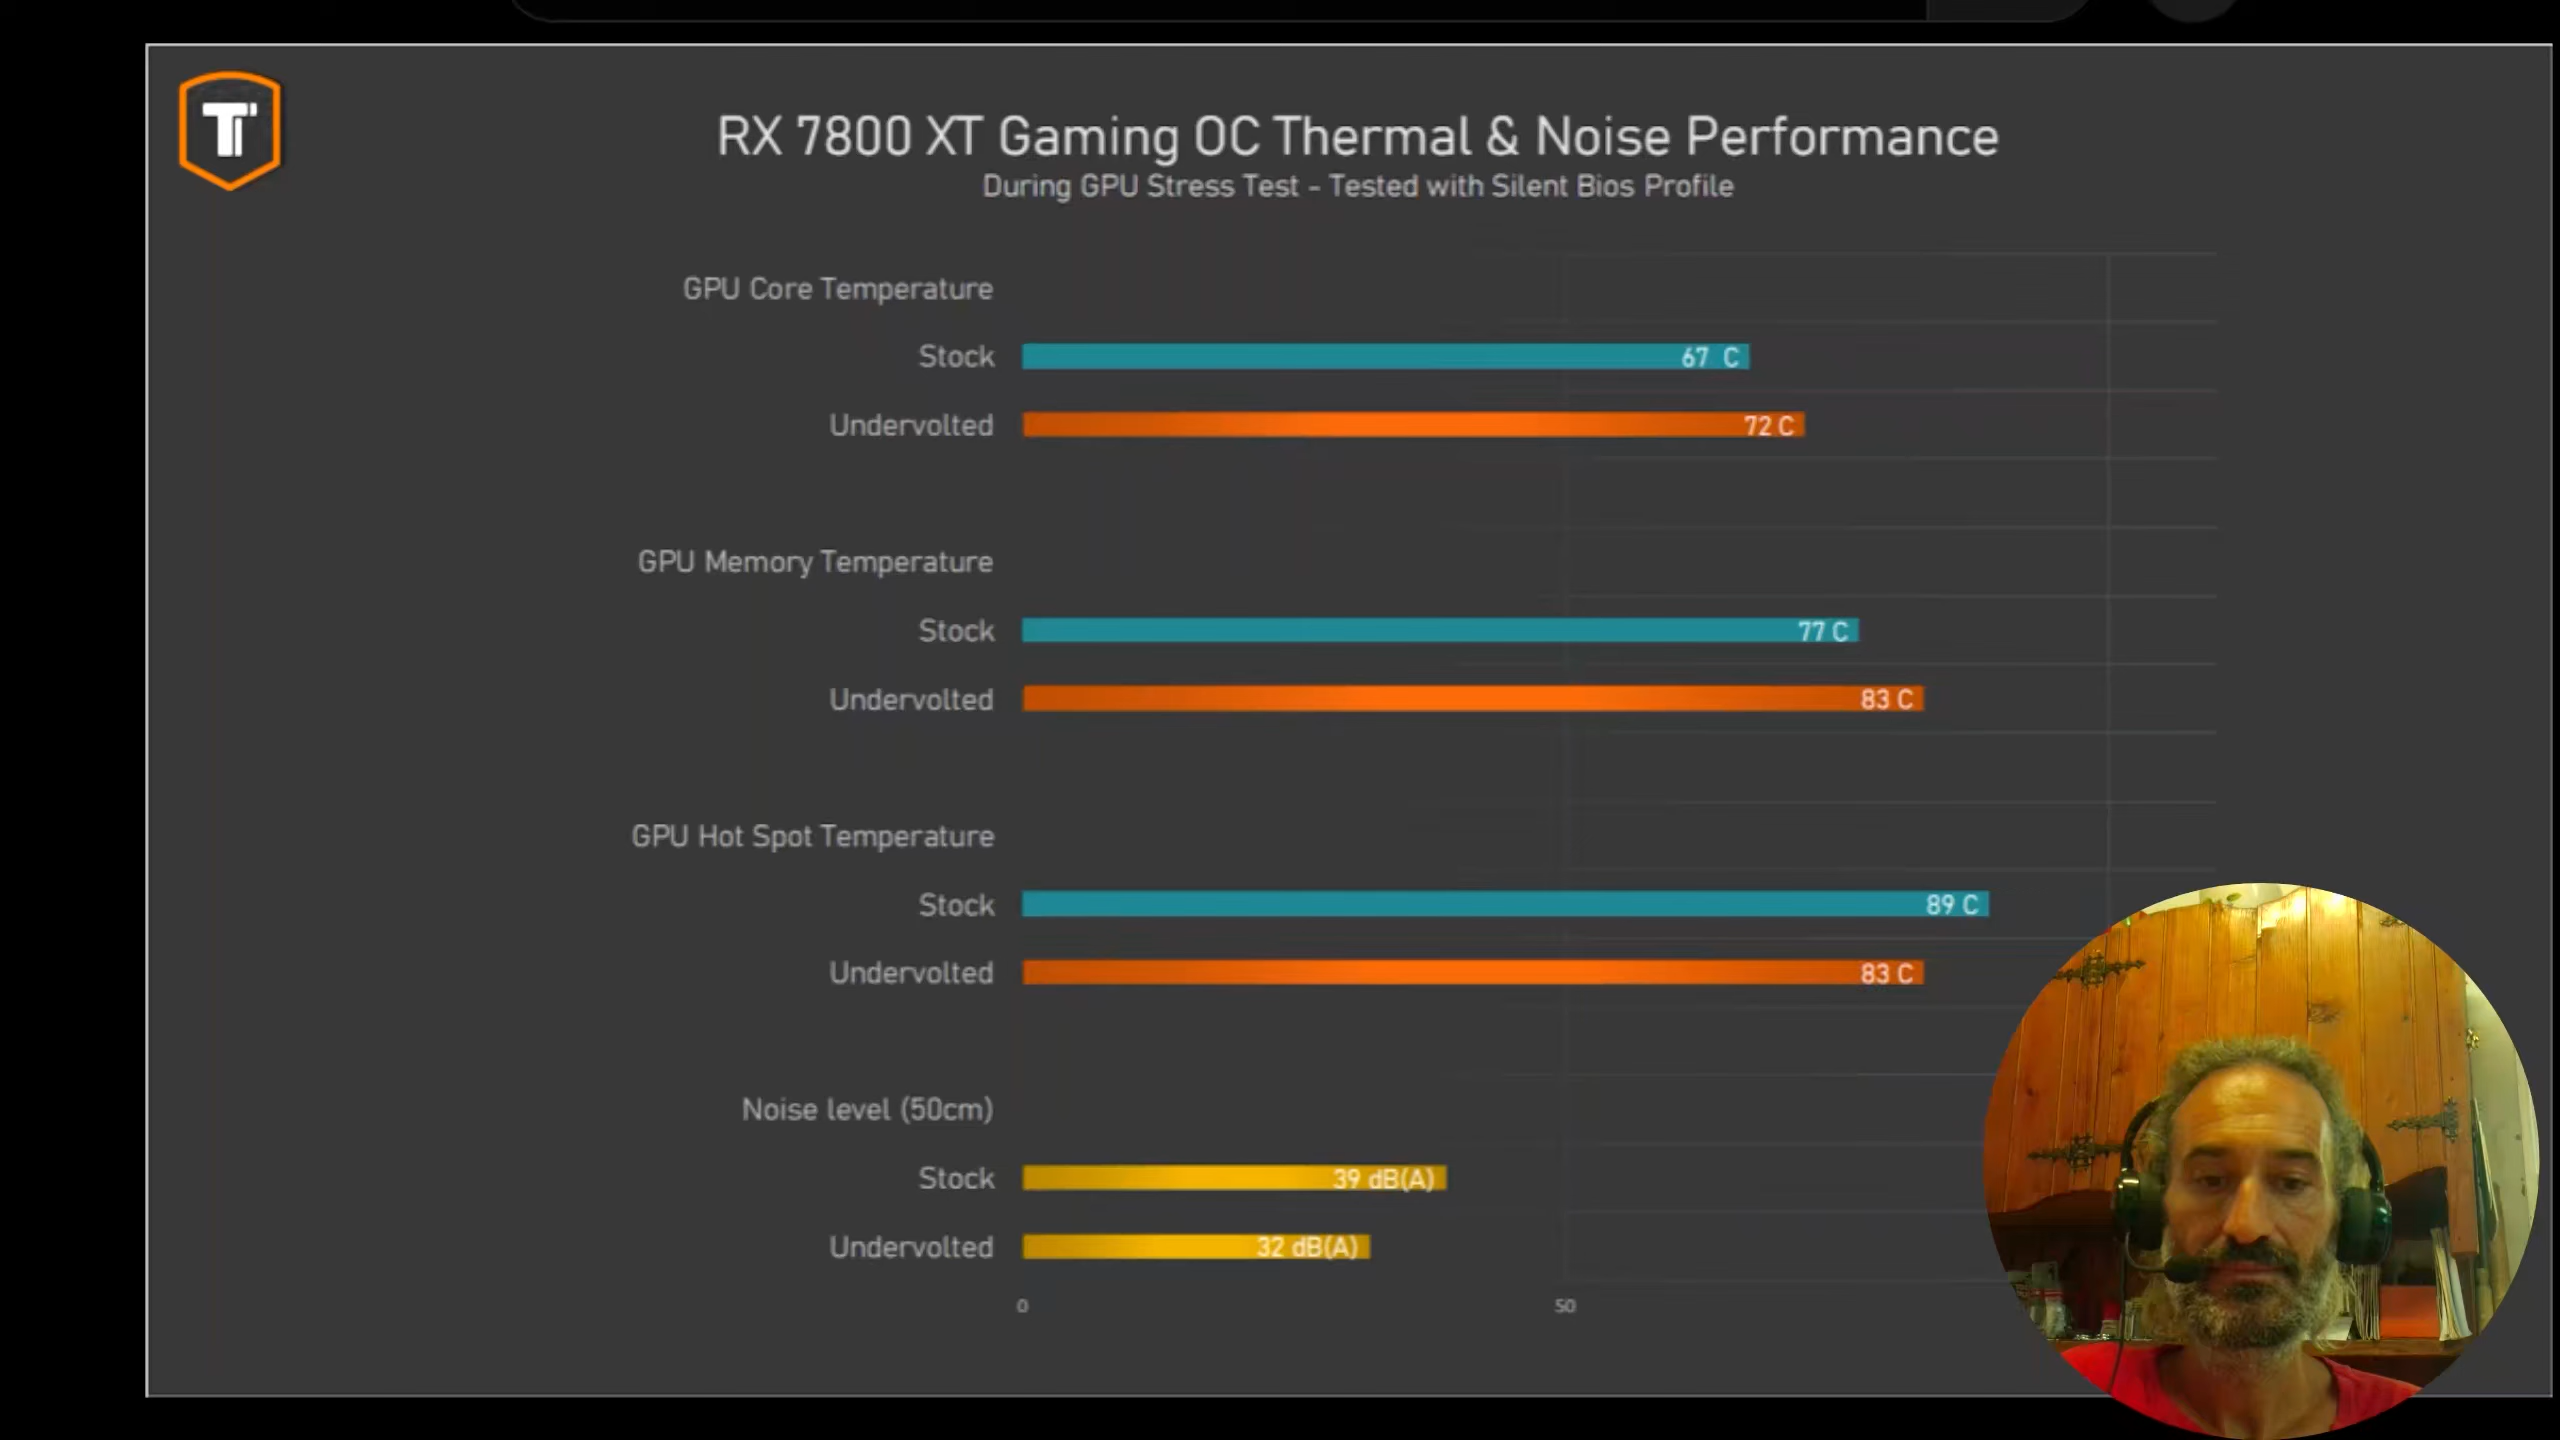 RX 7800 XT Gaming OC Thermal & Noise Performance
During GPU Stress Test - Tested with Silent Bios Profile
GPU Core Temperature
Stock 67 C
Undervolted 72 C
GPU Memory Temperature
Stock 77 C
Undervolted 83 C
GPU Hot Spot Temperature
Stock 89 C
Undervolted 83 C
Noise level (50cm)
Stock 39 dB(A)
Undervolted 32 dB(A)
0 50